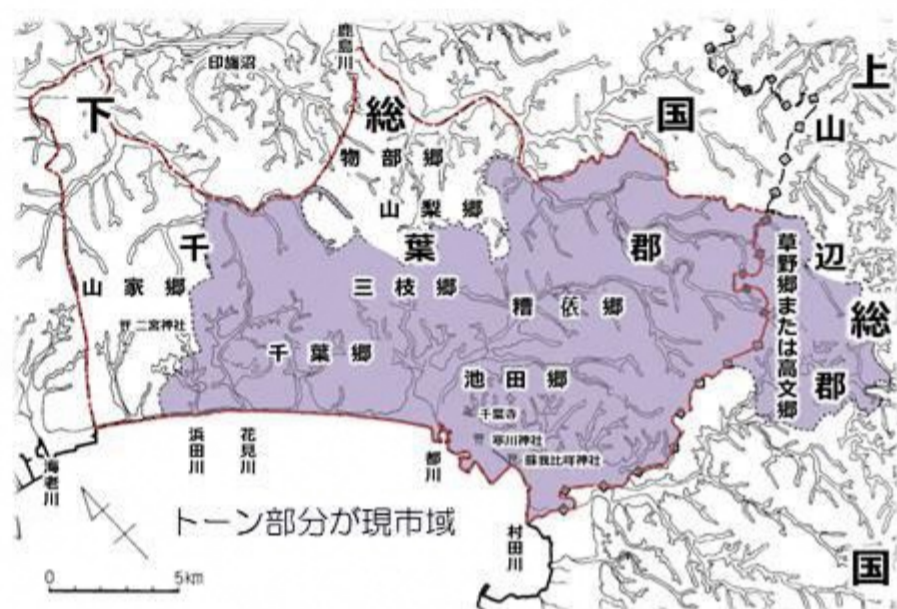 下総国
上総国
千葉郡
山辺郡
印旛沼
鹿島川
物部郷
山梨郷
山家郷
三枝郷
糟依郷
千葉郷
池田郷
草野郷または高文郷
二宮神社
千葉寺
寒川神社
蘇我比咩神社
浜田川
花見川
都川
海老川
村田川
トーン部分が現市域
0 5km